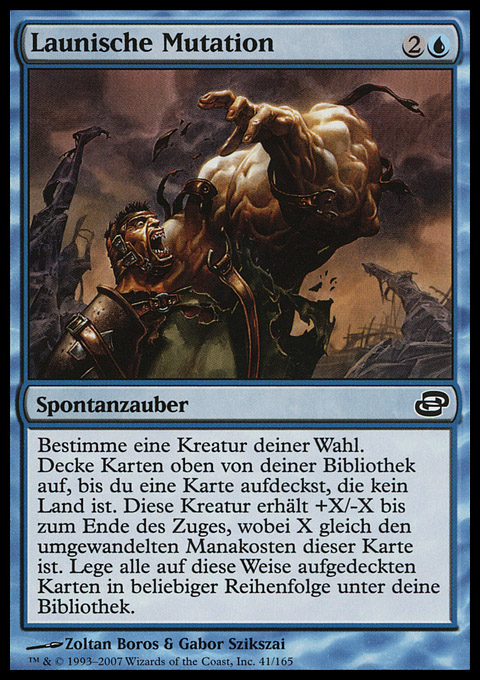 Launische Mutation 2
Spontanzauber
Bestimme eine Kreatur deiner Wahl.
Decke Karten oben von deiner Bibliothek
auf, bis du eine Karte aufdeckst, die kein
Land ist. Diese Kreatur erhält +X/-X bis
zum Ende des Zuges, wobei X gleich den
umgewandelten Manakosten dieser Karte
ist. Lege alle auf diese Weise aufgedeckten
Karten in beliebiger Reihenfolge unter deine
Bibliothek.
Zoltan Boros & Gabor Szikszai
™ & © 1993–2007 Wizards of the Coast, Inc. 41/165